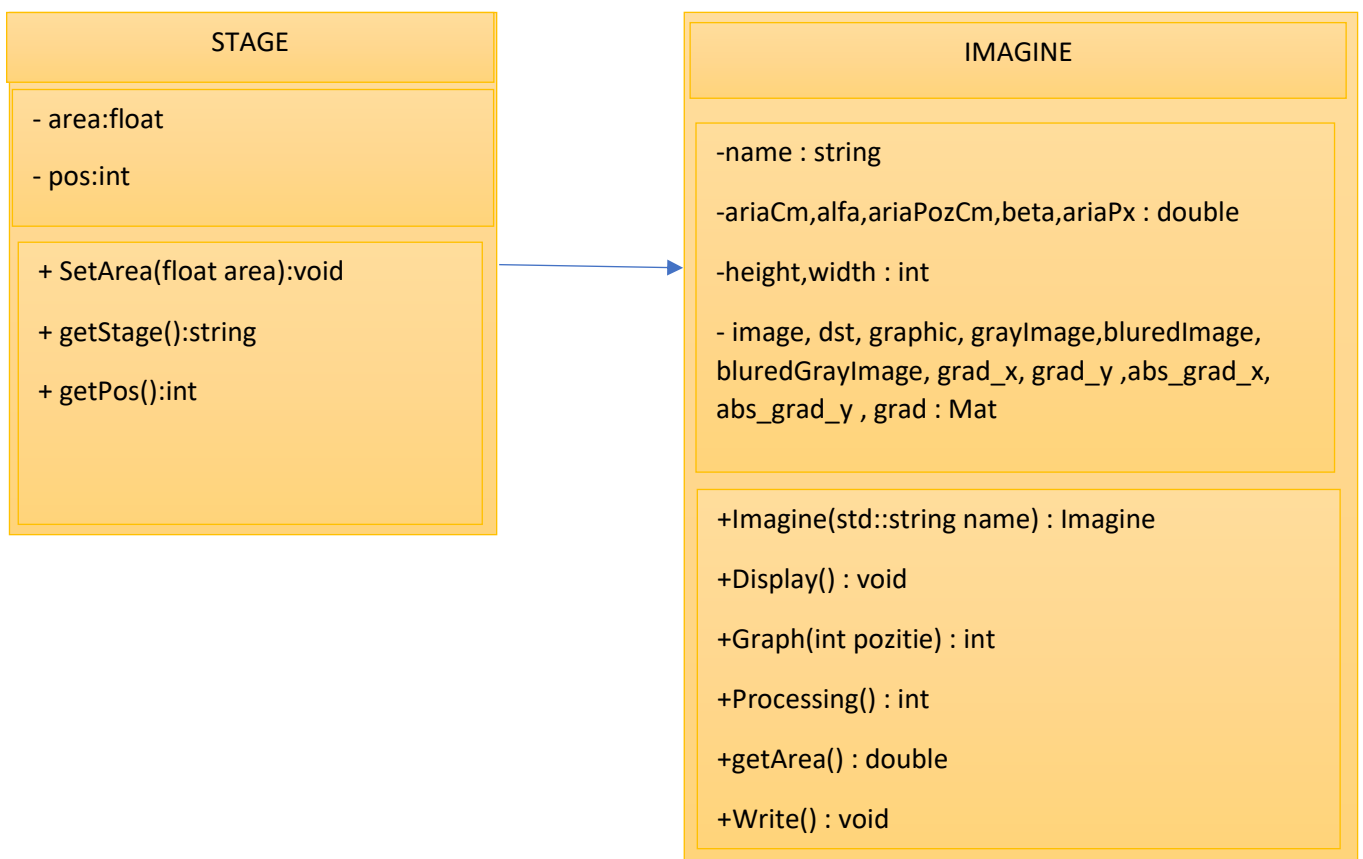 STAGE
- area:float
- pos:int
+ SetArea(float area):void
+ getStage():string
+ getPos():int
IMAGINE
-name : string
-ariaCm,alfa,ariaPozCm,beta,ariaPx : double
-height,width : int
- image, dst, graphic, grayImage,bluredImage,
bluredGrayImage, grad_x, grad_y ,abs_grad_x,
abs_grad_y , grad : Mat
+Imagine(std::string name) : Imagine
+Display() : void
+Graph(int pozitie) : int
+Processing() : int
+getArea() : double
+Write() : void